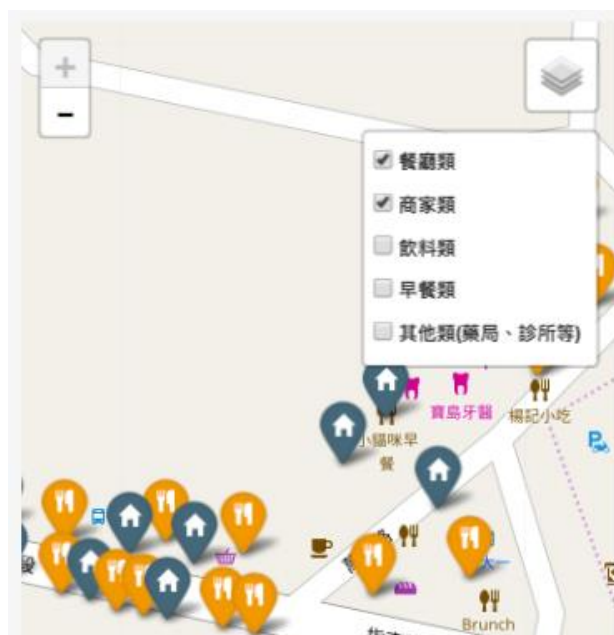 +
-
餐廳類
商家類
飲料類
早餐類
其他類(藥局、診所等)
寶島牙醫
楊記小吃
小貓咪早
餐
段
Brunch